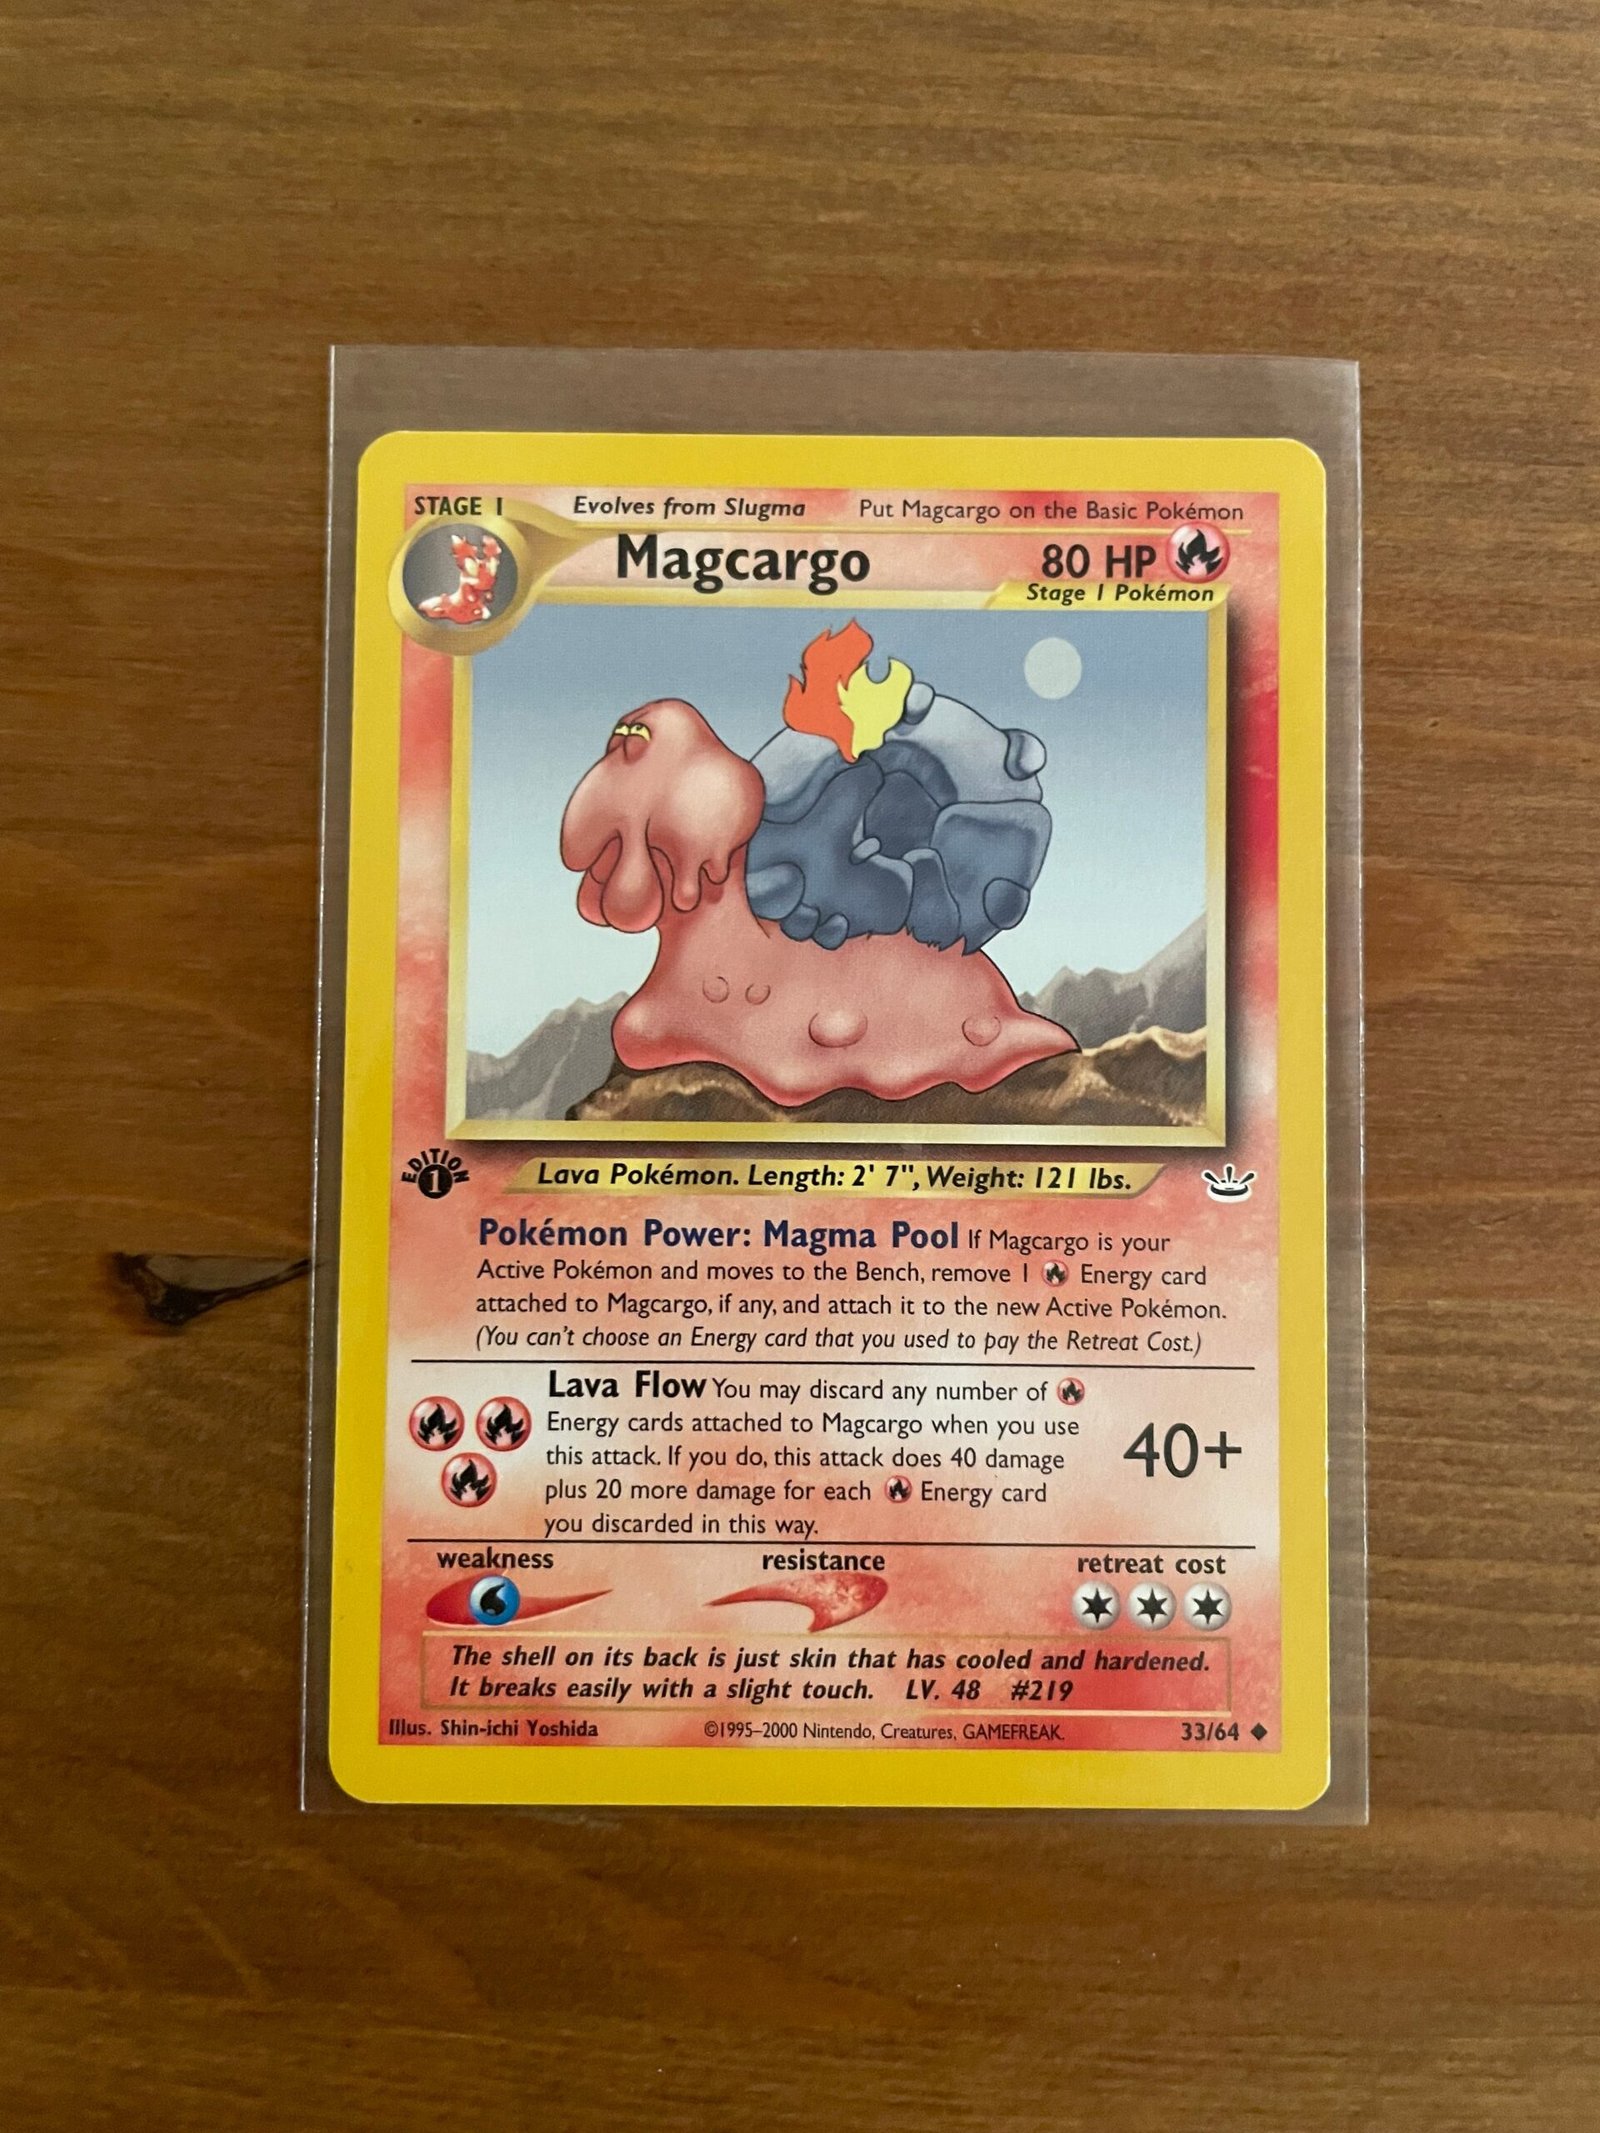 STAGE 1 Evolves from Slugma Put Magcargo on the Basic Pokémon
Magcargo 80 HP
Stage 1 Pokémon
EDITION 1
Lava Pokémon. Length: 2' 7", Weight: 121 lbs.
Pokémon Power: Magma Pool If Magcargo is your
Active Pokémon and moves to the Bench, remove 1 Energy card
attached to Magcargo, if any, and attach it to the new Active Pokémon.
(You can't choose an Energy card that you used to pay the Retreat Cost.)
Lava Flow You may discard any number of
Energy cards attached to Magcargo when you use
this attack. If you do, this attack does 40 damage
plus 20 more damage for each Energy card
you discarded in this way.
40+
weakness resistance retreat cost
The shell on its back is just skin that has cooled and hardened.
It breaks easily with a slight touch. LV. 48 #219
Illus. Shin-ichi Yoshida ©1995–2000 Nintendo, Creatures, GAMEFREAK. 33/64 ◆